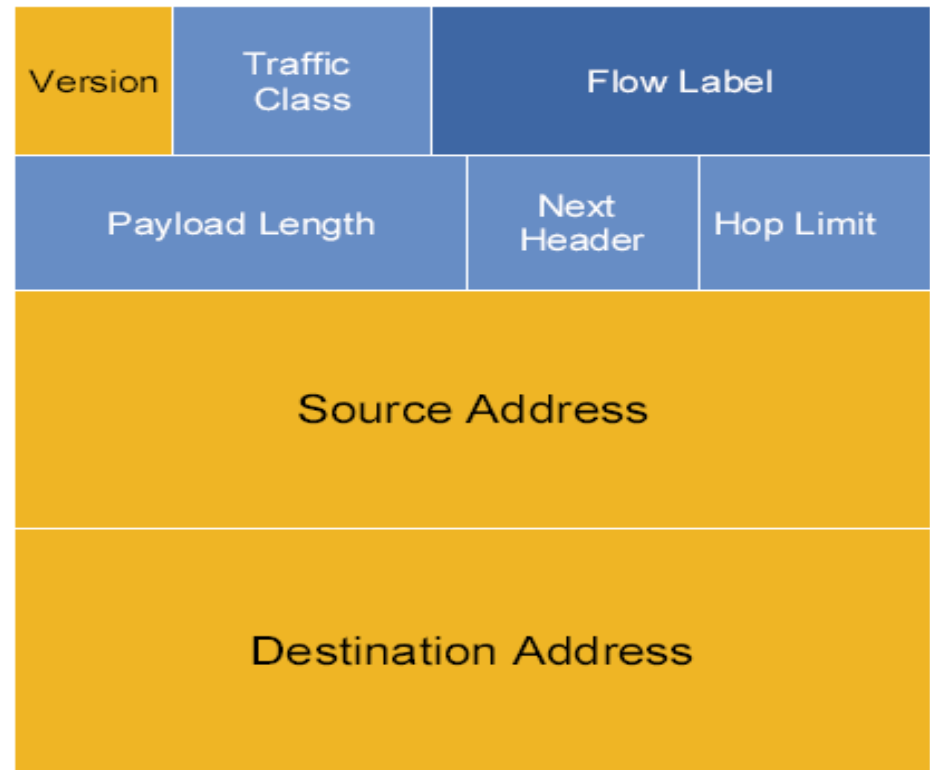 Version
Traffic
Class
Flow Label
Payload Length
Next
Header
Hop Limit
Source Address
Destination Address